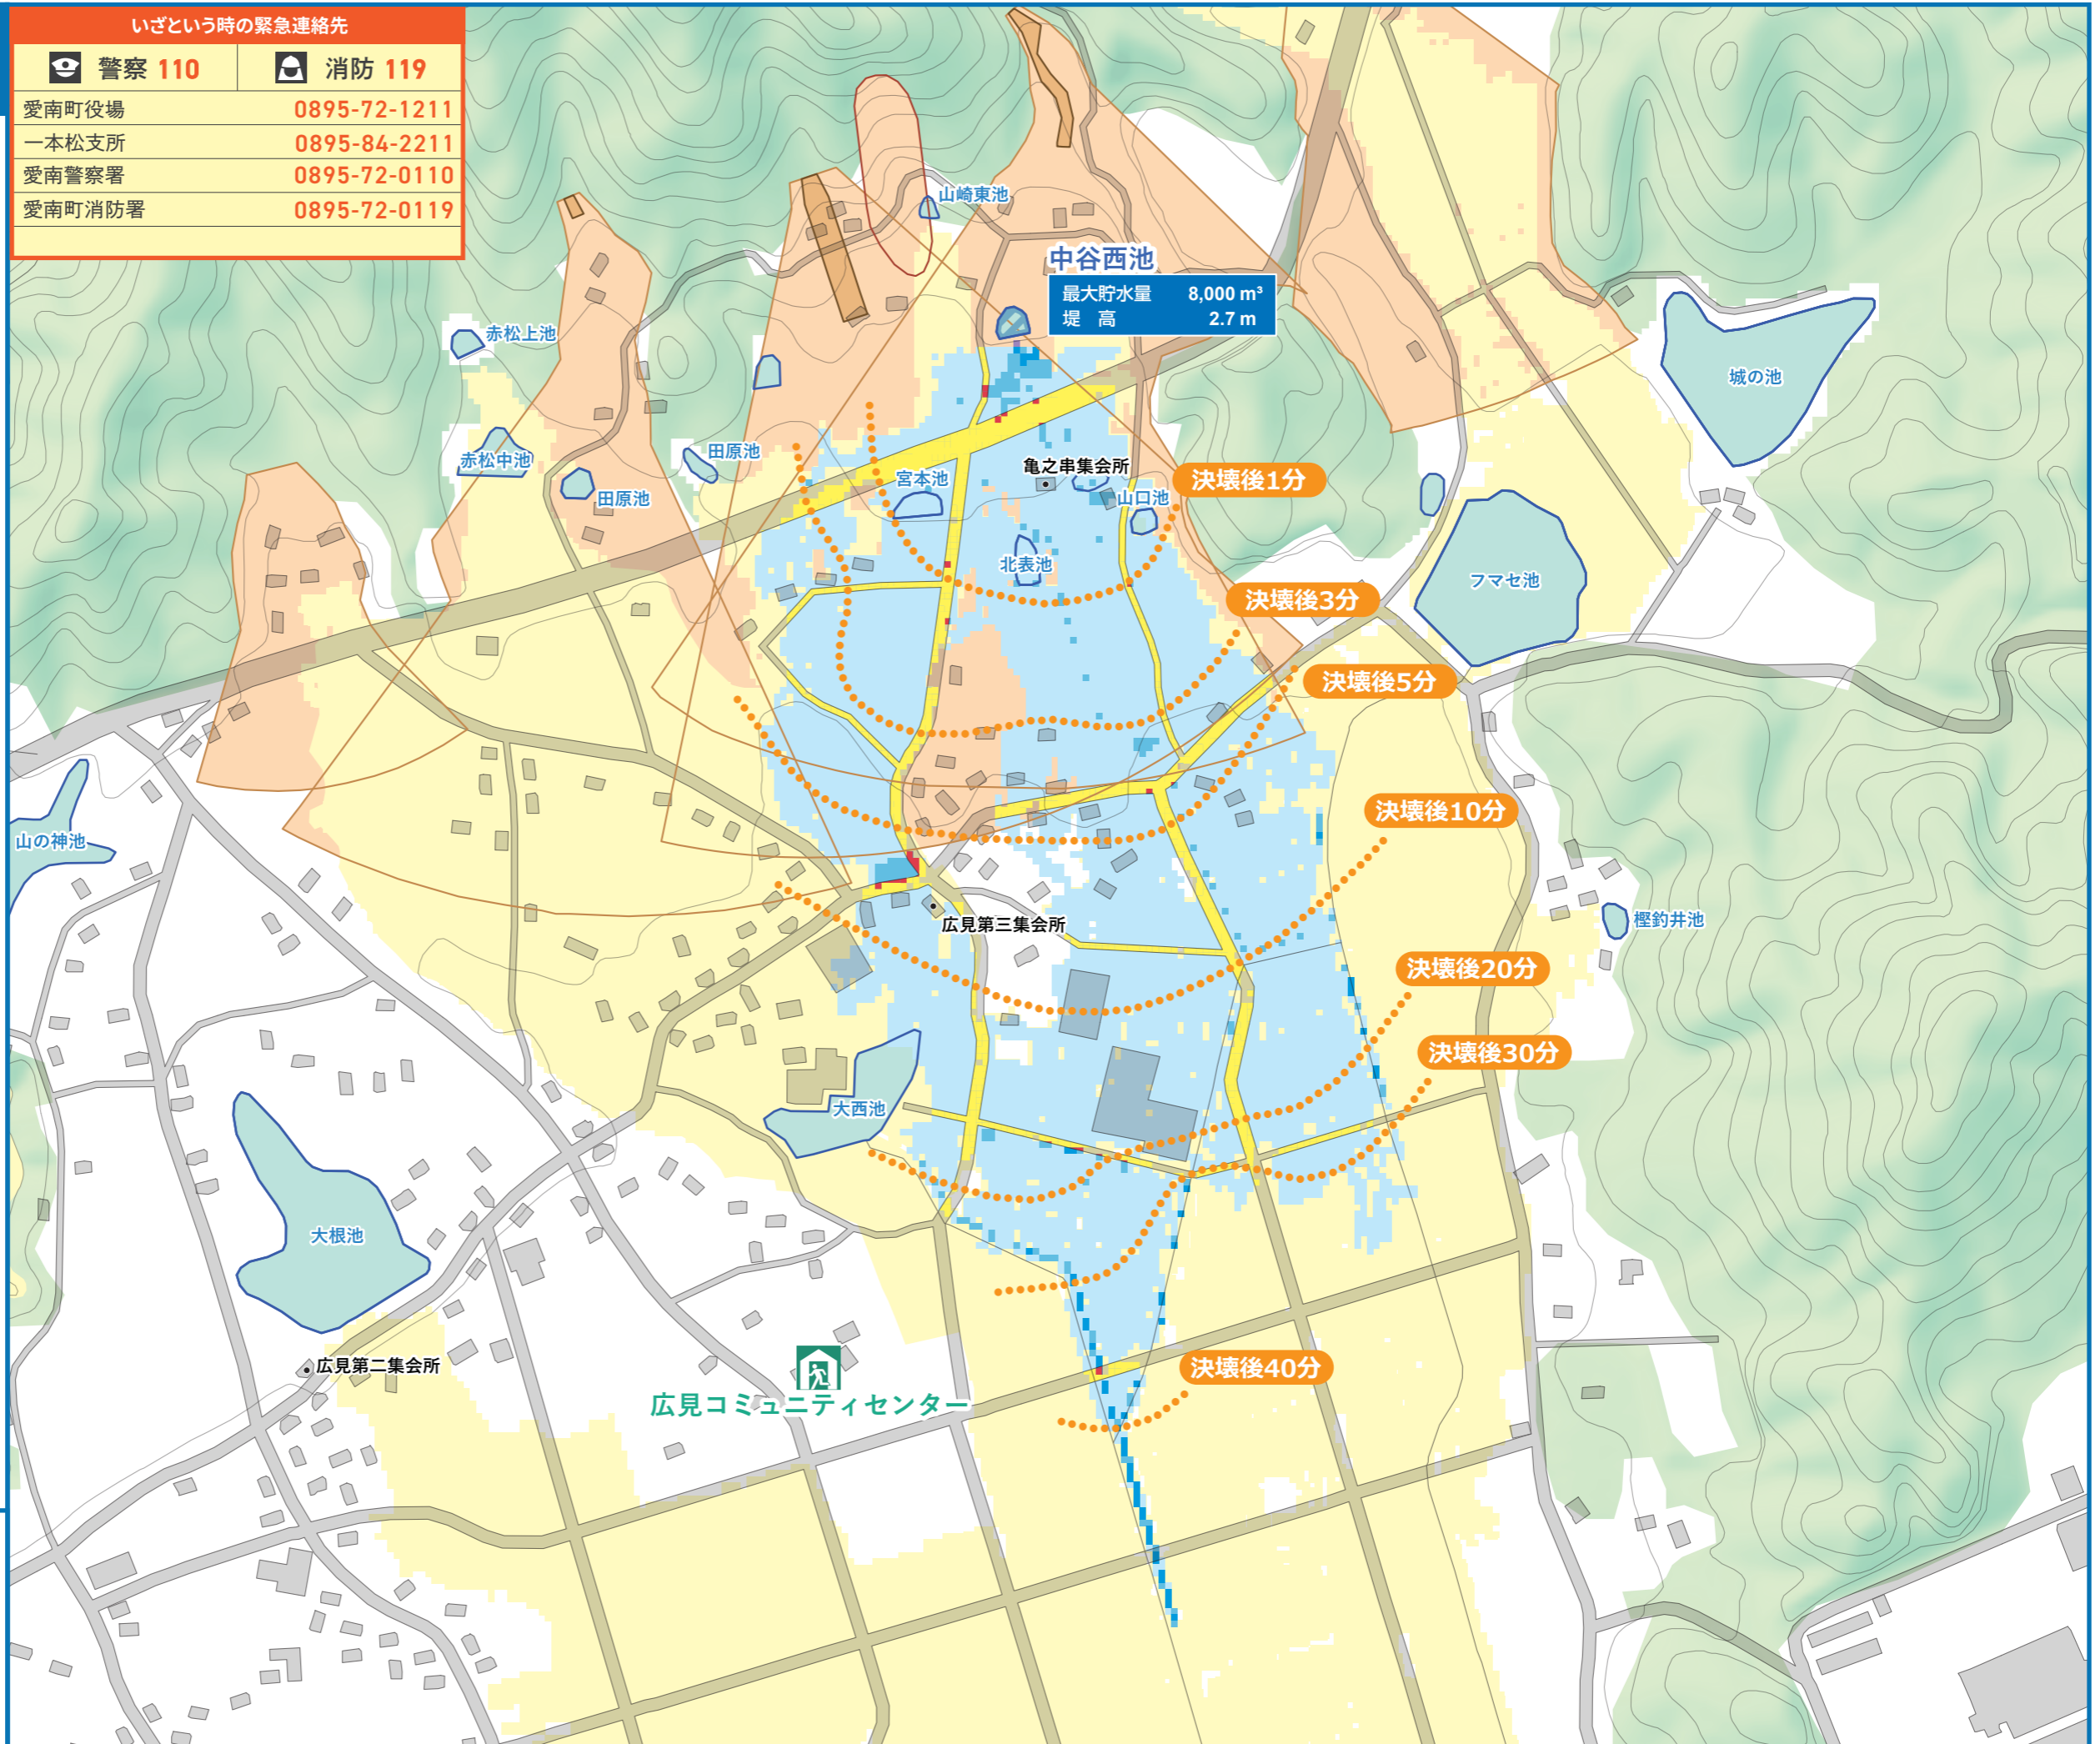 いざという時の緊急連絡先
警察 110 消防 119
愛南町役場 0895-72-1211
一本松支所 0895-84-2211
愛南警察署 0895-72-0110
愛南町消防署 0895-72-0119
山崎東池
中谷西池
最大貯水量 8,000 m³
堤 高 2.7 m
赤松上池
城の池
赤松中池
田原池
田原池
宮本池
亀之串集会所
山口池
決壊後1分
北表池
フマセ池
決壊後3分
決壊後5分
決壊後10分
山の神池
広見第三集会所
樫釣井池
決壊後20分
決壊後30分
大西池
大根池
広見第二集会所
決壊後40分
広見コミュニティセンター